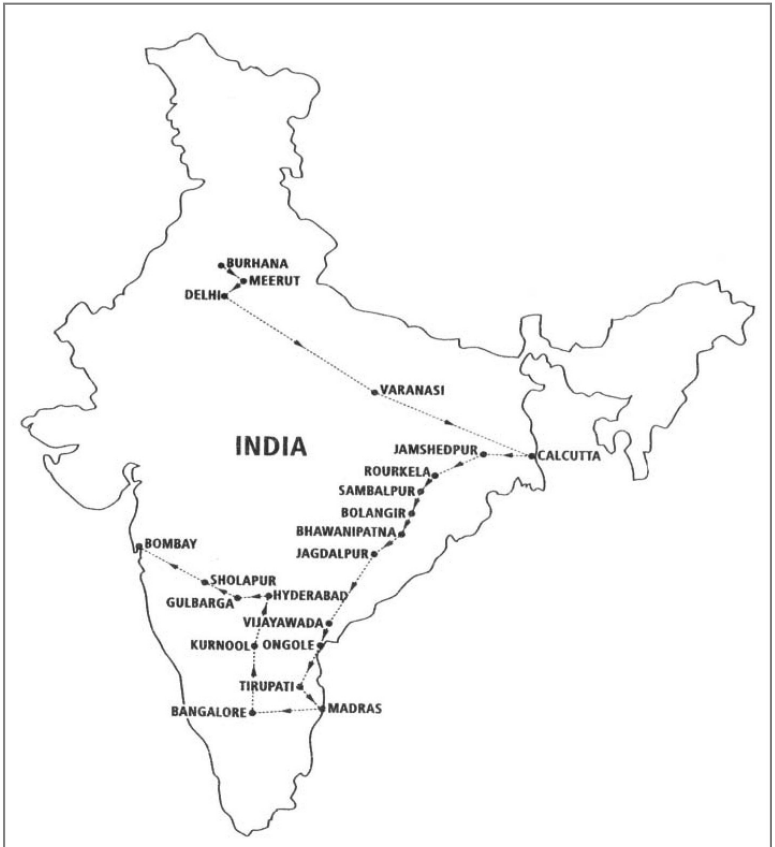 BURHANA
MEERUT
DELHI
VARANASI
INDIA
JAMSHEDPUR
CALCUTTA
ROURKELA
SAMBALPUR
BOLANGIR
BHAWANIPATNA
BOMBAY
JAGDALPUR
SHOLAPUR
HYDERABAD
GULBARGA
VIJAYAWADA
KURNOOL
ONGOLE
TIRUPATI
BANGALORE
MADRAS